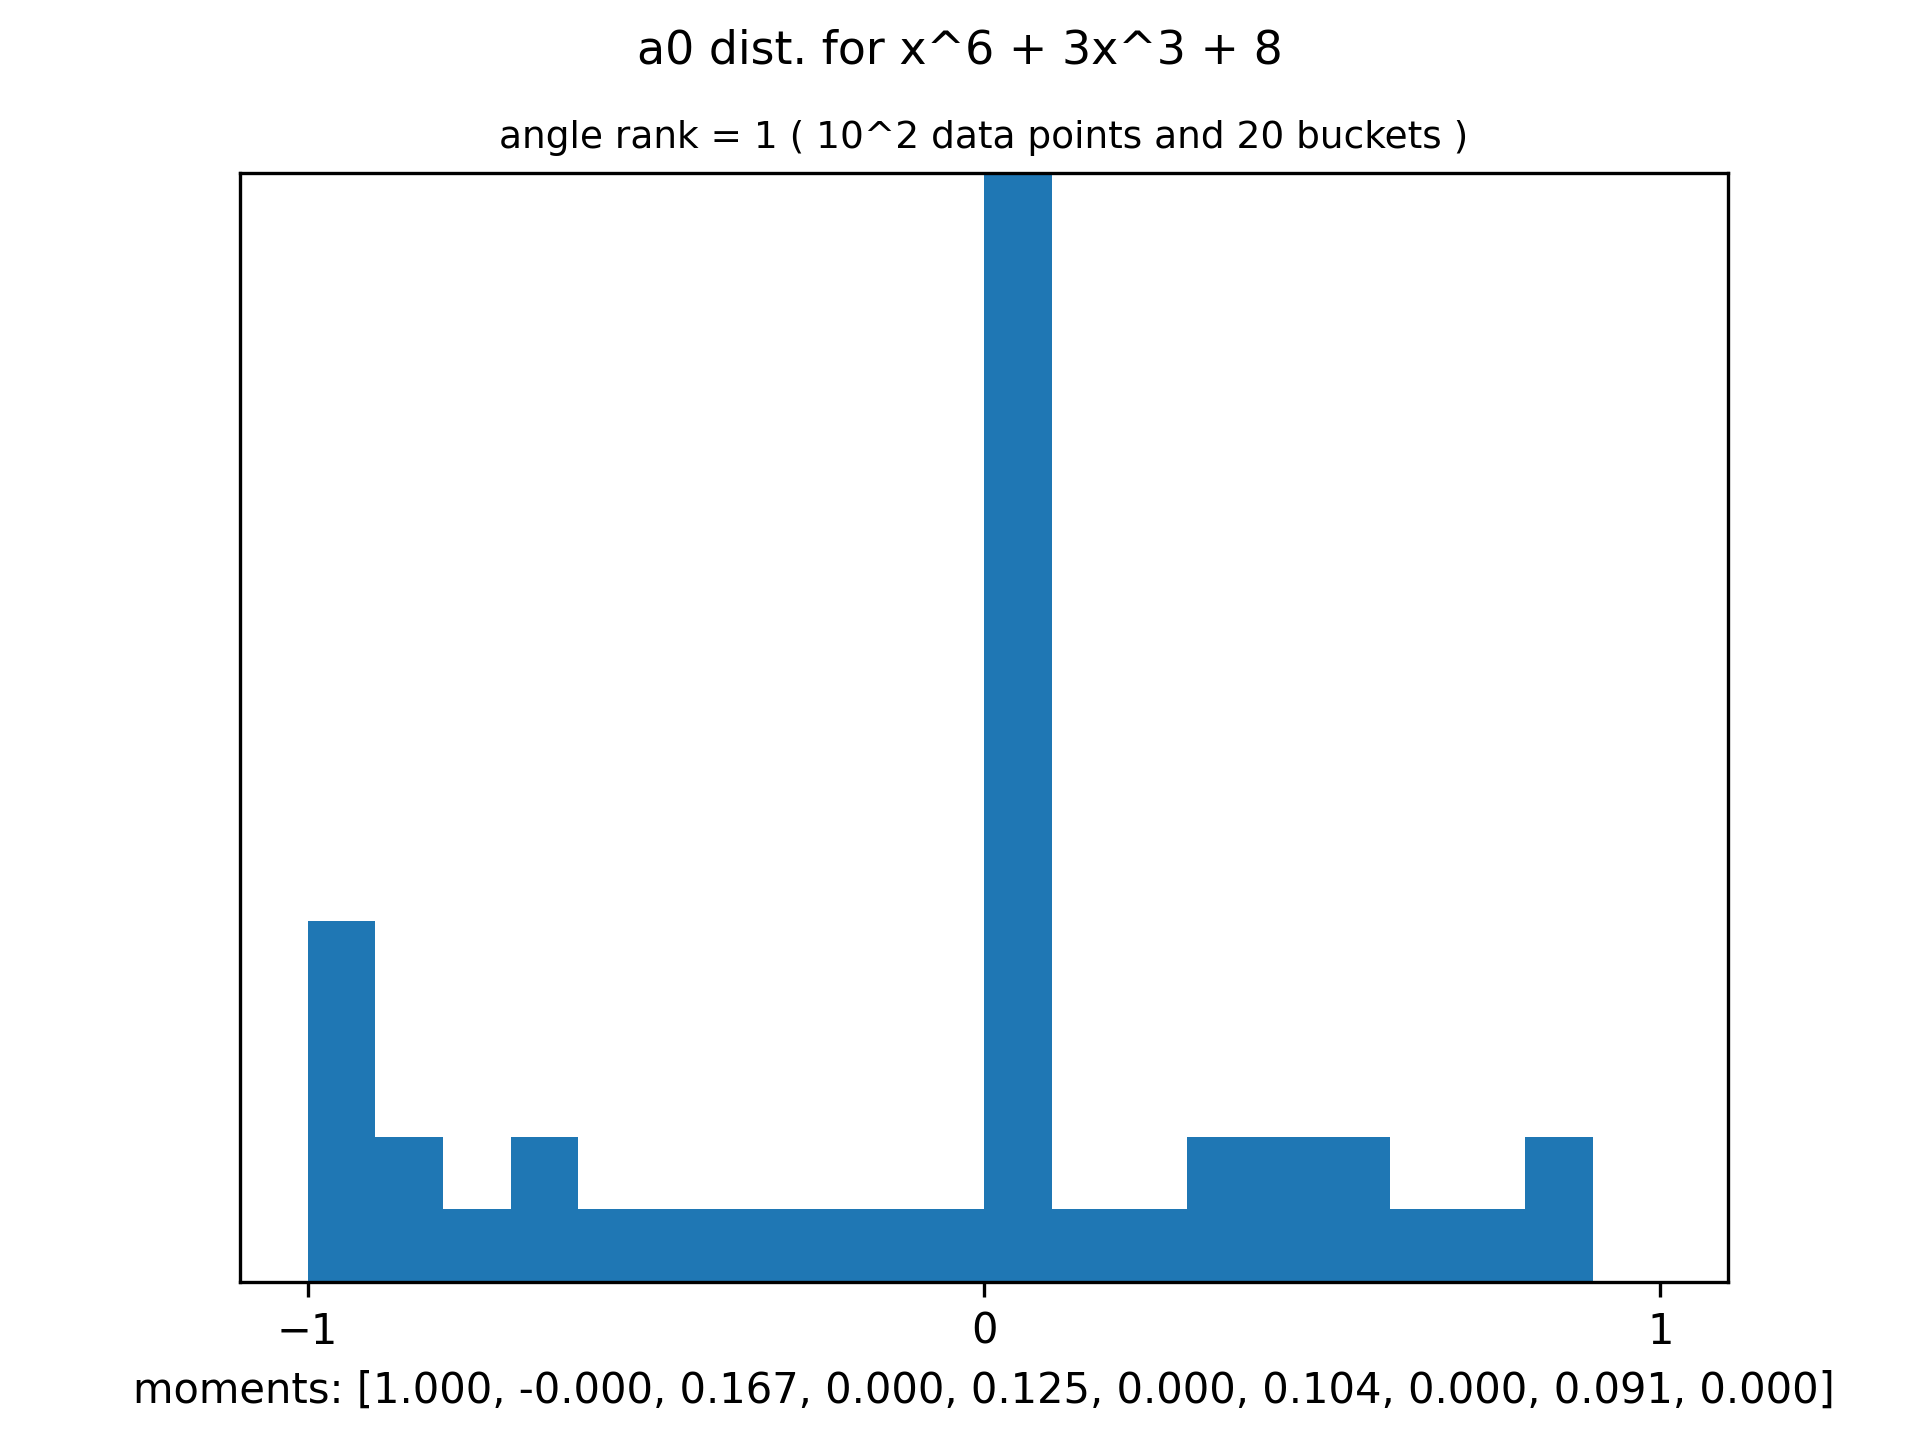 a0 dist. for x^6 + 3x^3 + 8
angle rank = 1 ( 10^2 data points and 20 buckets )
−1 0 1
moments: [1.000, -0.000, 0.167, 0.000, 0.125, 0.000, 0.104, 0.000, 0.091, 0.000]